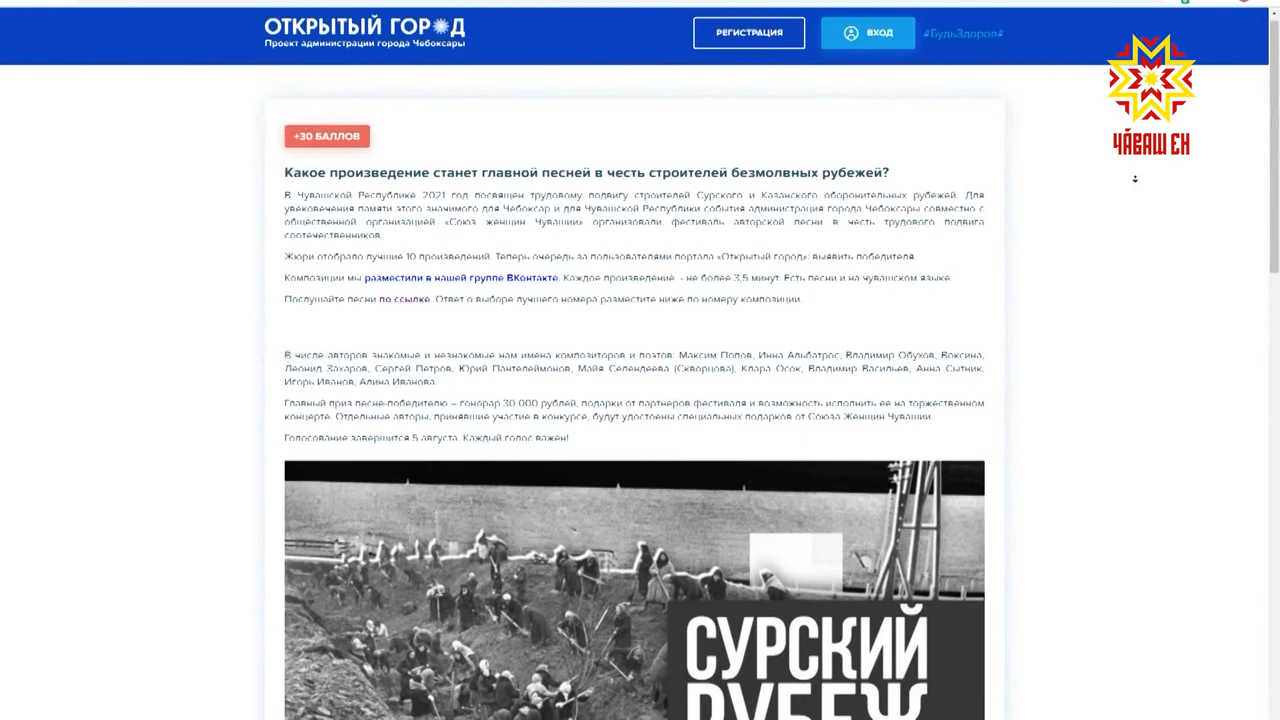 ОТКРЫТЫЙ ГОРОД
Проект администрации города Чебоксары
РЕГИСТРАЦИЯ
ВХОД
#БудьЗдоров#
ЧӐВАШ ЕН
+30 БАЛЛОВ
Какое произведение станет главной песней в честь строителей безмолвных рубежей?
В Чувашской Республике 2021 год посвящен трудовому подвигу строителей Сурского и Казанского оборонительных рубежей. Для
увековечения памяти этого значимого для Чебоксар и для Чувашской Республики события администрация города Чебоксары совместно с
общественной организацией «Союз женщин Чувашии» организовали фестиваль авторской песни в честь трудового подвига
соотечественников.
Жюри отобрало лучшие 10 произведений. Теперь очередь за пользователями портала «Открытый город»: выявить победителя.
Композиции мы разместили в нашей группе ВКонтакте. Каждое произведение - не более 3,5 минут. Есть песни и на чувашском языке.
Послушайте песни по ссылке. Ответ о выборе лучшего номера разместите ниже по номеру композиции.
В числе авторов знакомые и незнакомые нам имена композиторов и поэтов: Максим Попов, Инна Альбатрос, Владимир Обухов, Воксина,
Леонид Захаров, Сергей Петров, Юрий Пантелеймонов, Майя Селендеева (Скворцова), Клара Осок, Владимир Васильев, Анна Сытник,
Игорь Иванов, Алина Иванова.
Главный приз песне-победителю – гонорар 30 000 рублей, подарки от партнеров фестиваля и возможность исполнить ее на торжественном
концерте. Отдельные авторы, принявшие участие в конкурсе, будут удостоены специальных подарков от Союза Женщин Чувашии.
Голосование завершится 5 августа. Каждый голос важен!
СУРСКИЙ
РУБЕЖ